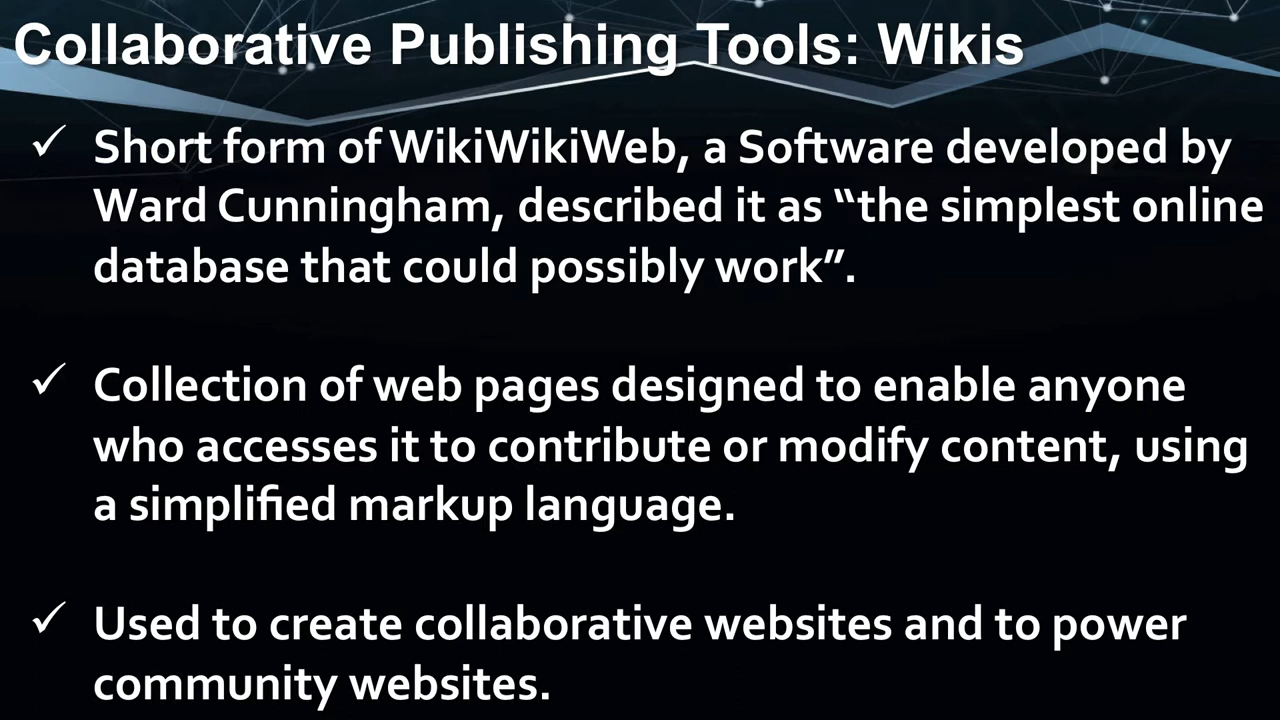 Collaborative Publishing Tools: Wikis
✓ Short form of WikiWikiWeb, a Software developed by
Ward Cunningham, described it as “the simplest online
database that could possibly work”.
✓ Collection of web pages designed to enable anyone
who accesses it to contribute or modify content, using
a simplified markup language.
✓ Used to create collaborative websites and to power
community websites.